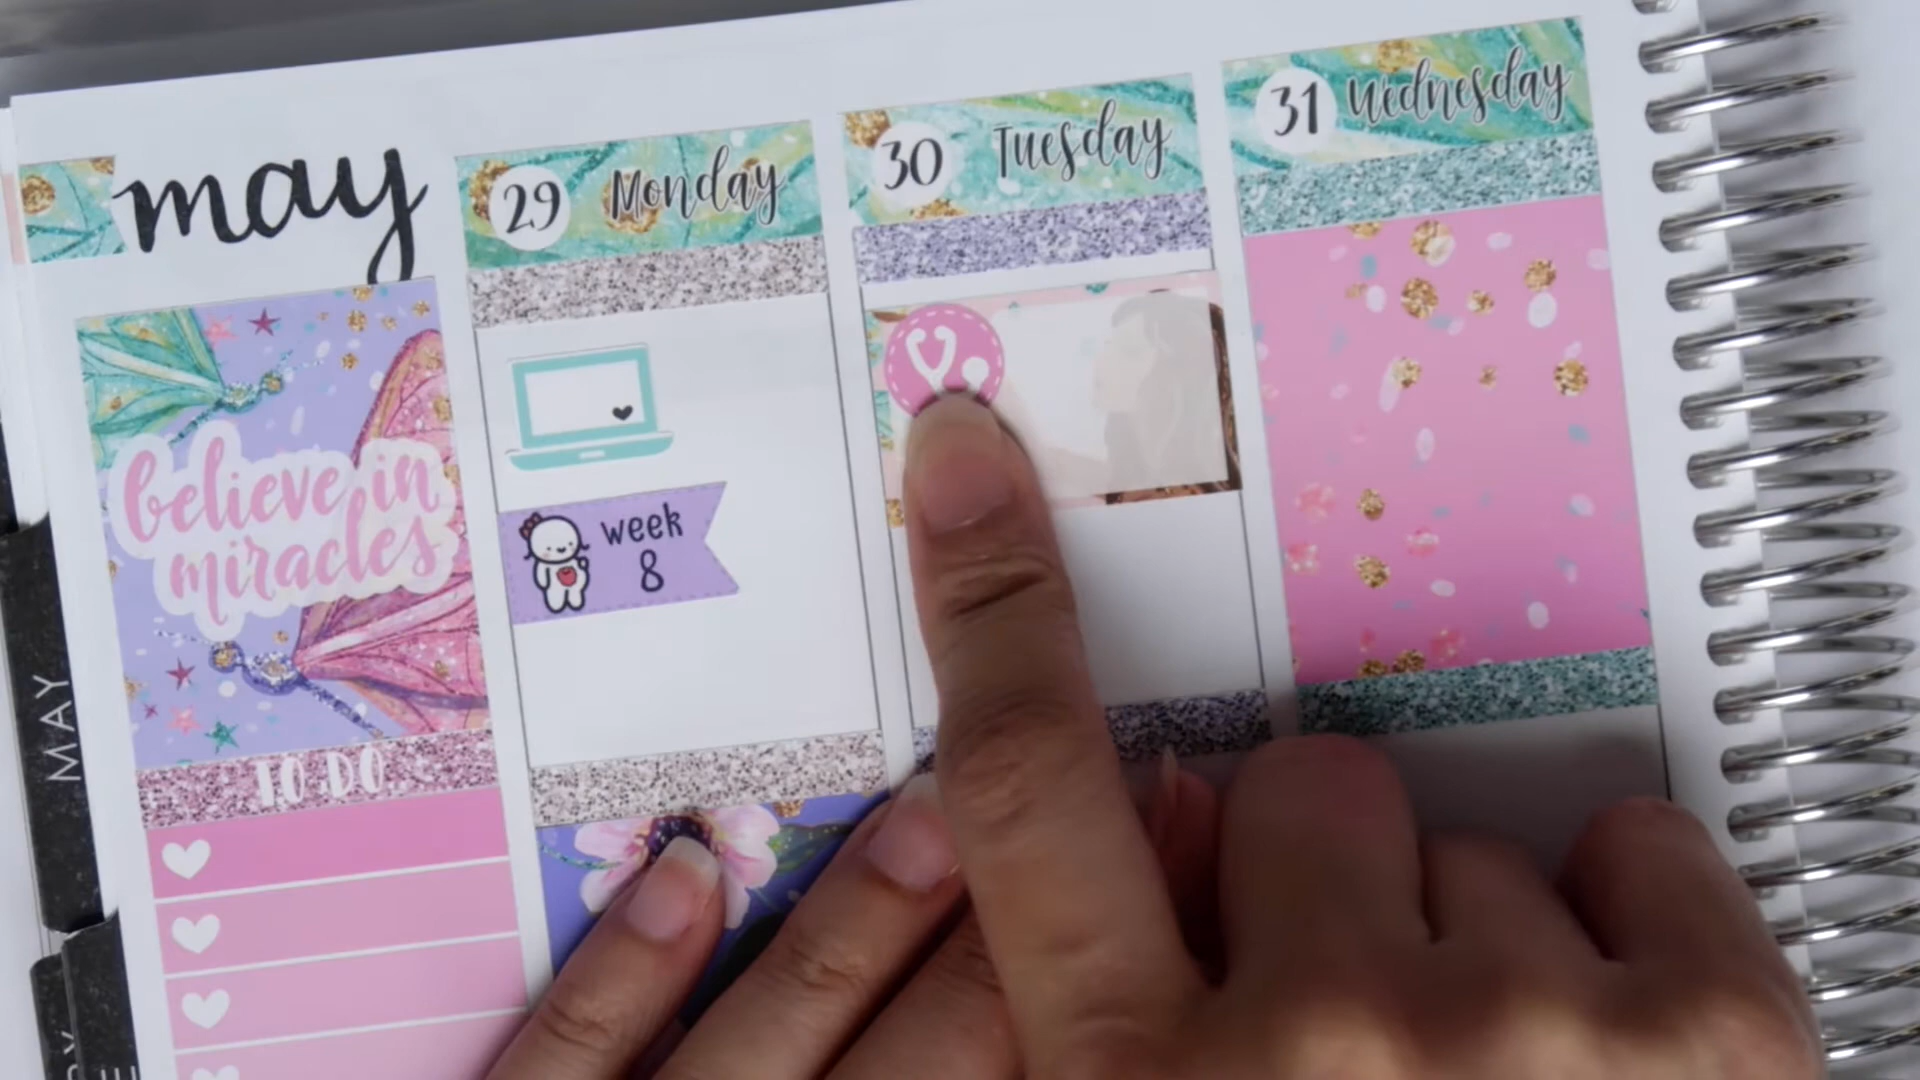 may
29 Monday
30 Tuesday
31 Wednesday
believe in
miracles
week
8
TO DO
MAY